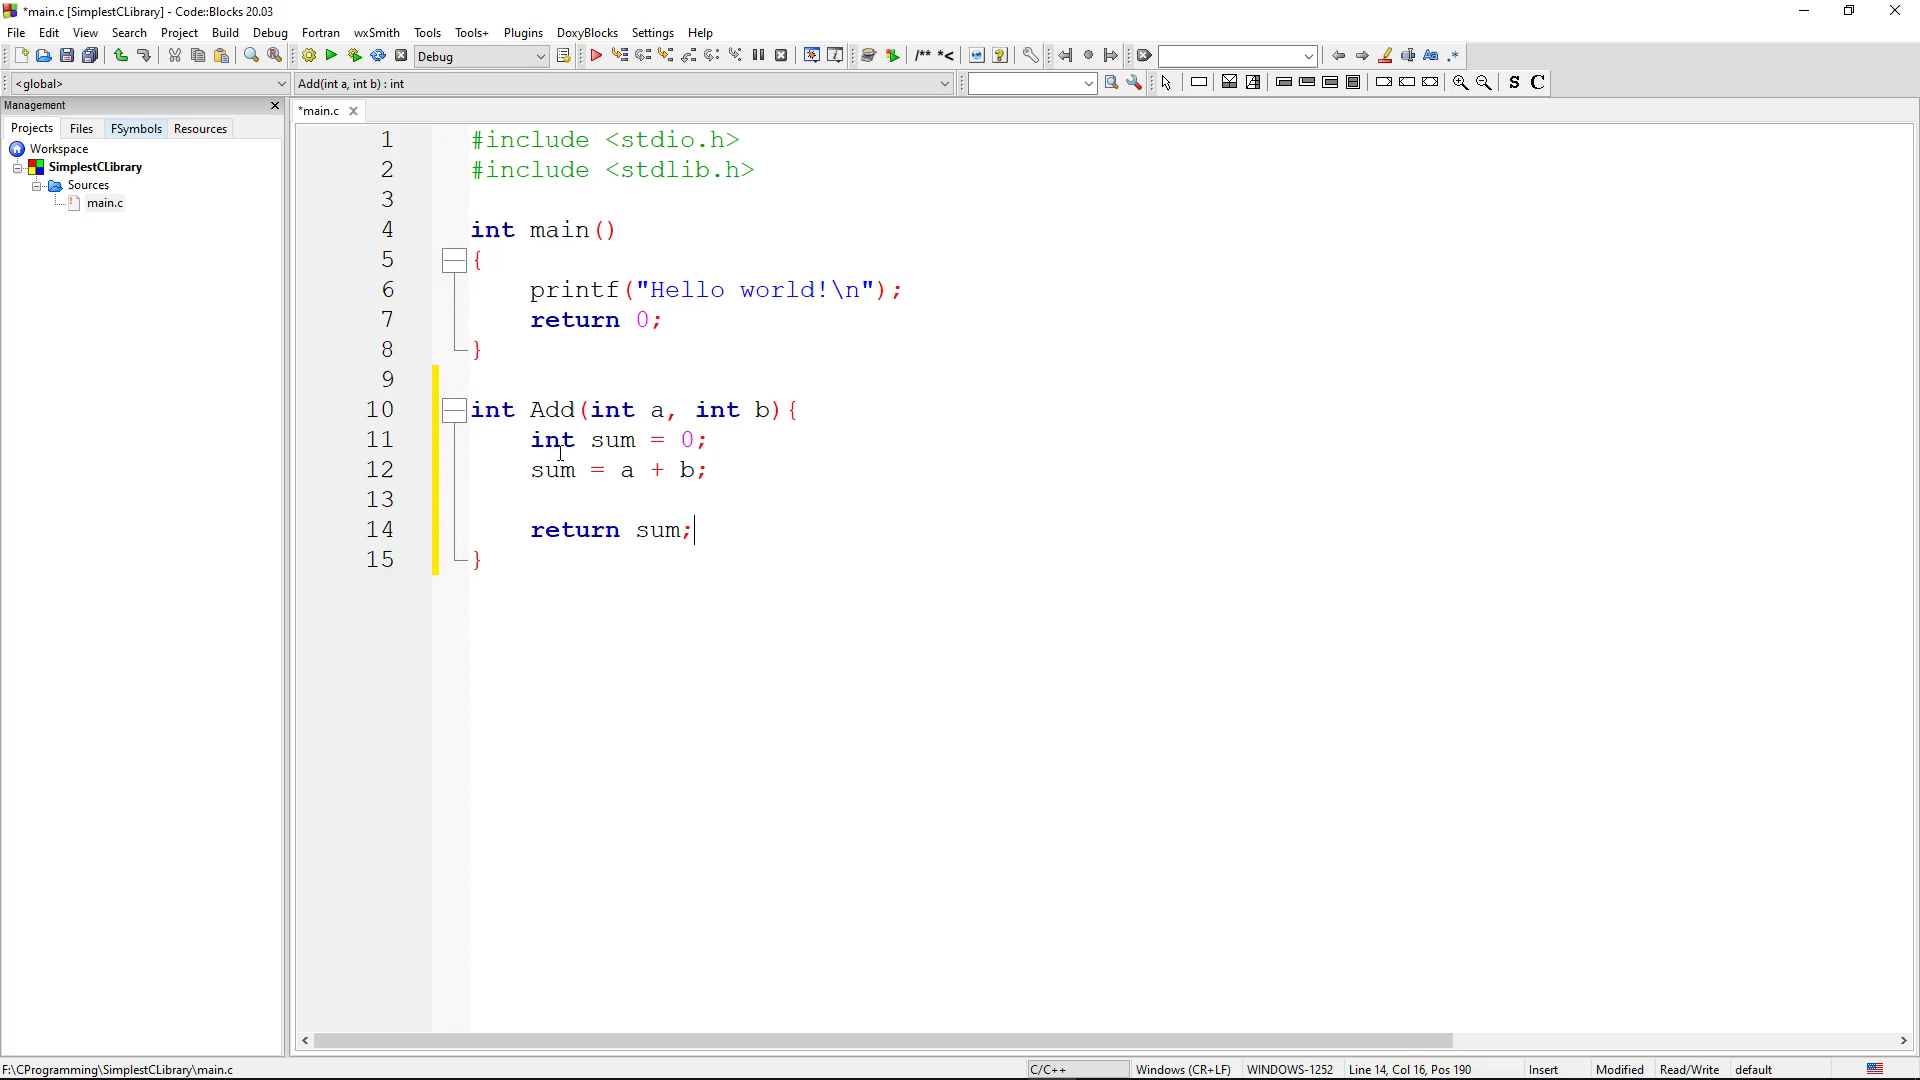 *main.c [SimplestCLibrary] - Code::Blocks 20.03
File Edit View Search Project Build Debug Fortran wxSmith Tools Tools+ Plugins DoxyBlocks Settings Help
Debug /** *< Aa .*
<global> Add(int a, int b) : int S C
Management
*main.c
Projects Files FSymbols Resources
Workspace
SimplestCLibrary
Sources
main.c
1 #include <stdio.h>
2 #include <stdlib.h>
3
4 int main()
5 {
6 printf("Hello world!\n");
7 return 0;
8 }
9
10 int Add(int a, int b){
11 int sum = 0;
12 sum = a + b;
13
14 return sum;
15 }
F:\CProgramming\SimplestCLibrary\main.c C/C++ Windows (CR+LF) WINDOWS-1252 Line 14, Col 16, Pos 190 Insert Modified Read/Write default